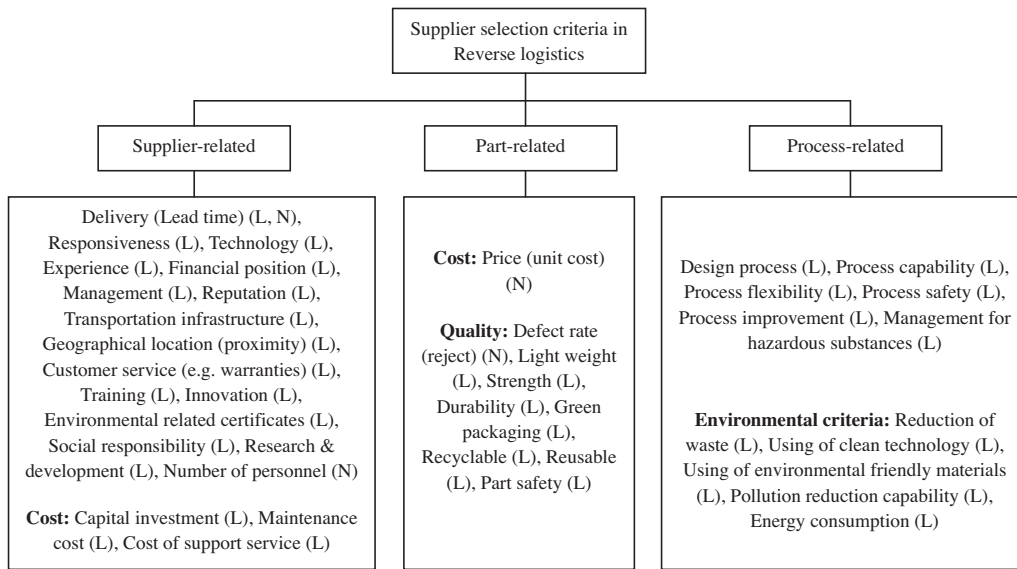 Supplier selection criteria in
Reverse logistics
Supplier-related
Part-related
Process-related
Delivery (Lead time) (L, N),
Responsiveness (L), Technology (L),
Experience (L), Financial position (L),
Management (L), Reputation (L),
Transportation infrastructure (L),
Geographical location (proximity) (L),
Customer service (e.g. warranties) (L),
Training (L), Innovation (L),
Environmental related certificates (L),
Social responsibility (L), Research &
development (L), Number of personnel (N)
Cost: Capital investment (L), Maintenance
cost (L), Cost of support service (L)
Cost: Price (unit cost)
(N)
Quality: Defect rate
(reject) (N), Light weight
(L), Strength (L),
Durability (L), Green
packaging (L),
Recyclable (L), Reusable
(L), Part safety (L)
Design process (L), Process capability (L),
Process flexibility (L), Process safety (L),
Process improvement (L), Management for
hazardous substances (L)
Environmental criteria: Reduction of
waste (L), Using of clean technology (L),
Using of environmental friendly materials
(L), Pollution reduction capability (L),
Energy consumption (L)